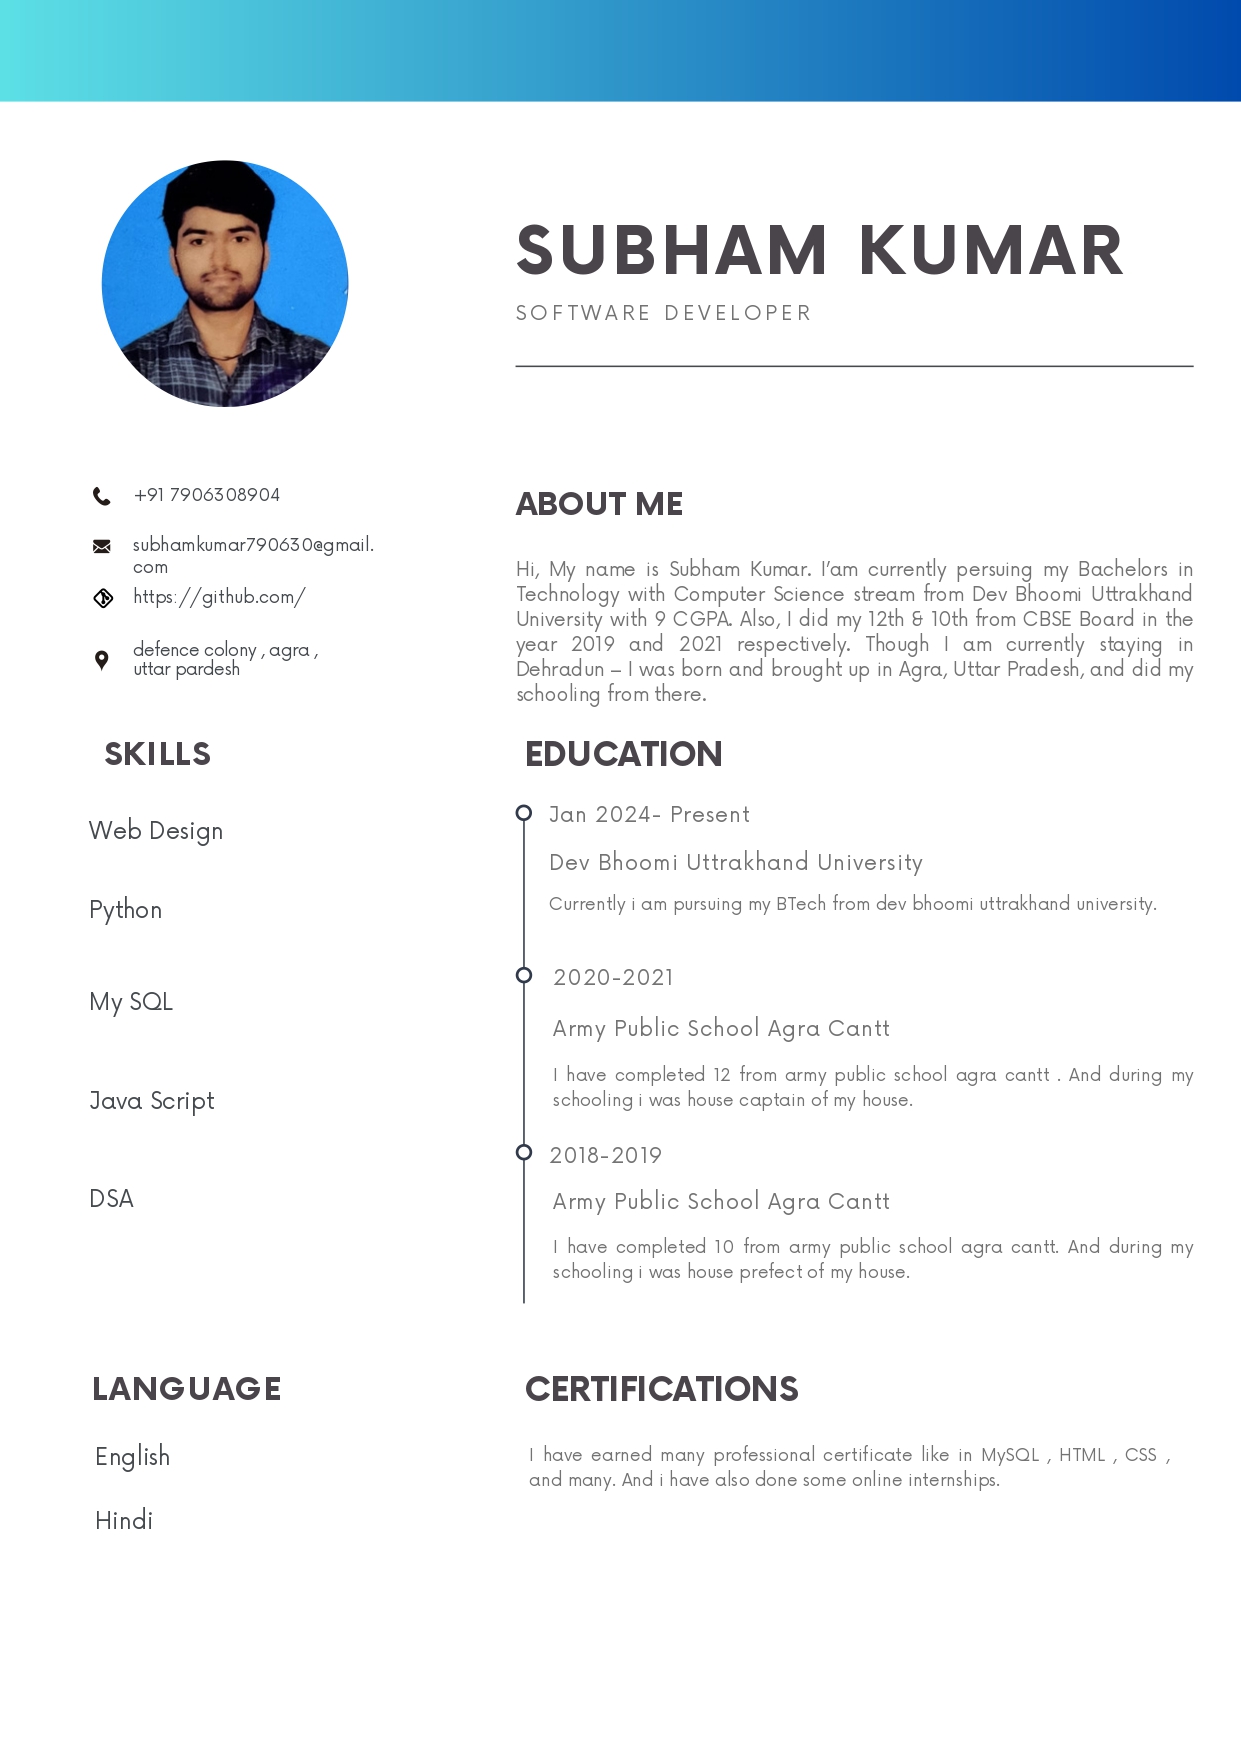 SUBHAM KUMAR
SOFTWARE DEVELOPER
+91 7906308904
subhamkumar790630@gmail.
com
https://github.com/
defence colony , agra ,
uttar pardesh
SKILLS
Web Design
Python
My SQL
Java Script
DSA
LANGUAGE
English
Hindi
ABOUT ME
Hi, My name is Subham Kumar. I'am currently persuing my Bachelors in
Technology with Computer Science stream from Dev Bhoomi Uttrakhand
University with 9 CGPA. Also, I did my 12th & 10th from CBSE Board in the
year 2019 and 2021 respectively. Though I am currently staying in
Dehradun – I was born and brought up in Agra, Uttar Pradesh, and did my
schooling from there.
EDUCATION
Jan 2024- Present
Dev Bhoomi Uttrakhand University
Currently i am pursuing my BTech from dev bhoomi uttrakhand university.
2020-2021
Army Public School Agra Cantt
I have completed 12 from army public school agra cantt . And during my
schooling i was house captain of my house.
2018-2019
Army Public School Agra Cantt
I have completed 10 from army public school agra cantt. And during my
schooling i was house prefect of my house.
CERTIFICATIONS
I have earned many professional certificate like in MySQL , HTML , CSS ,
and many. And i have also done some online internships.